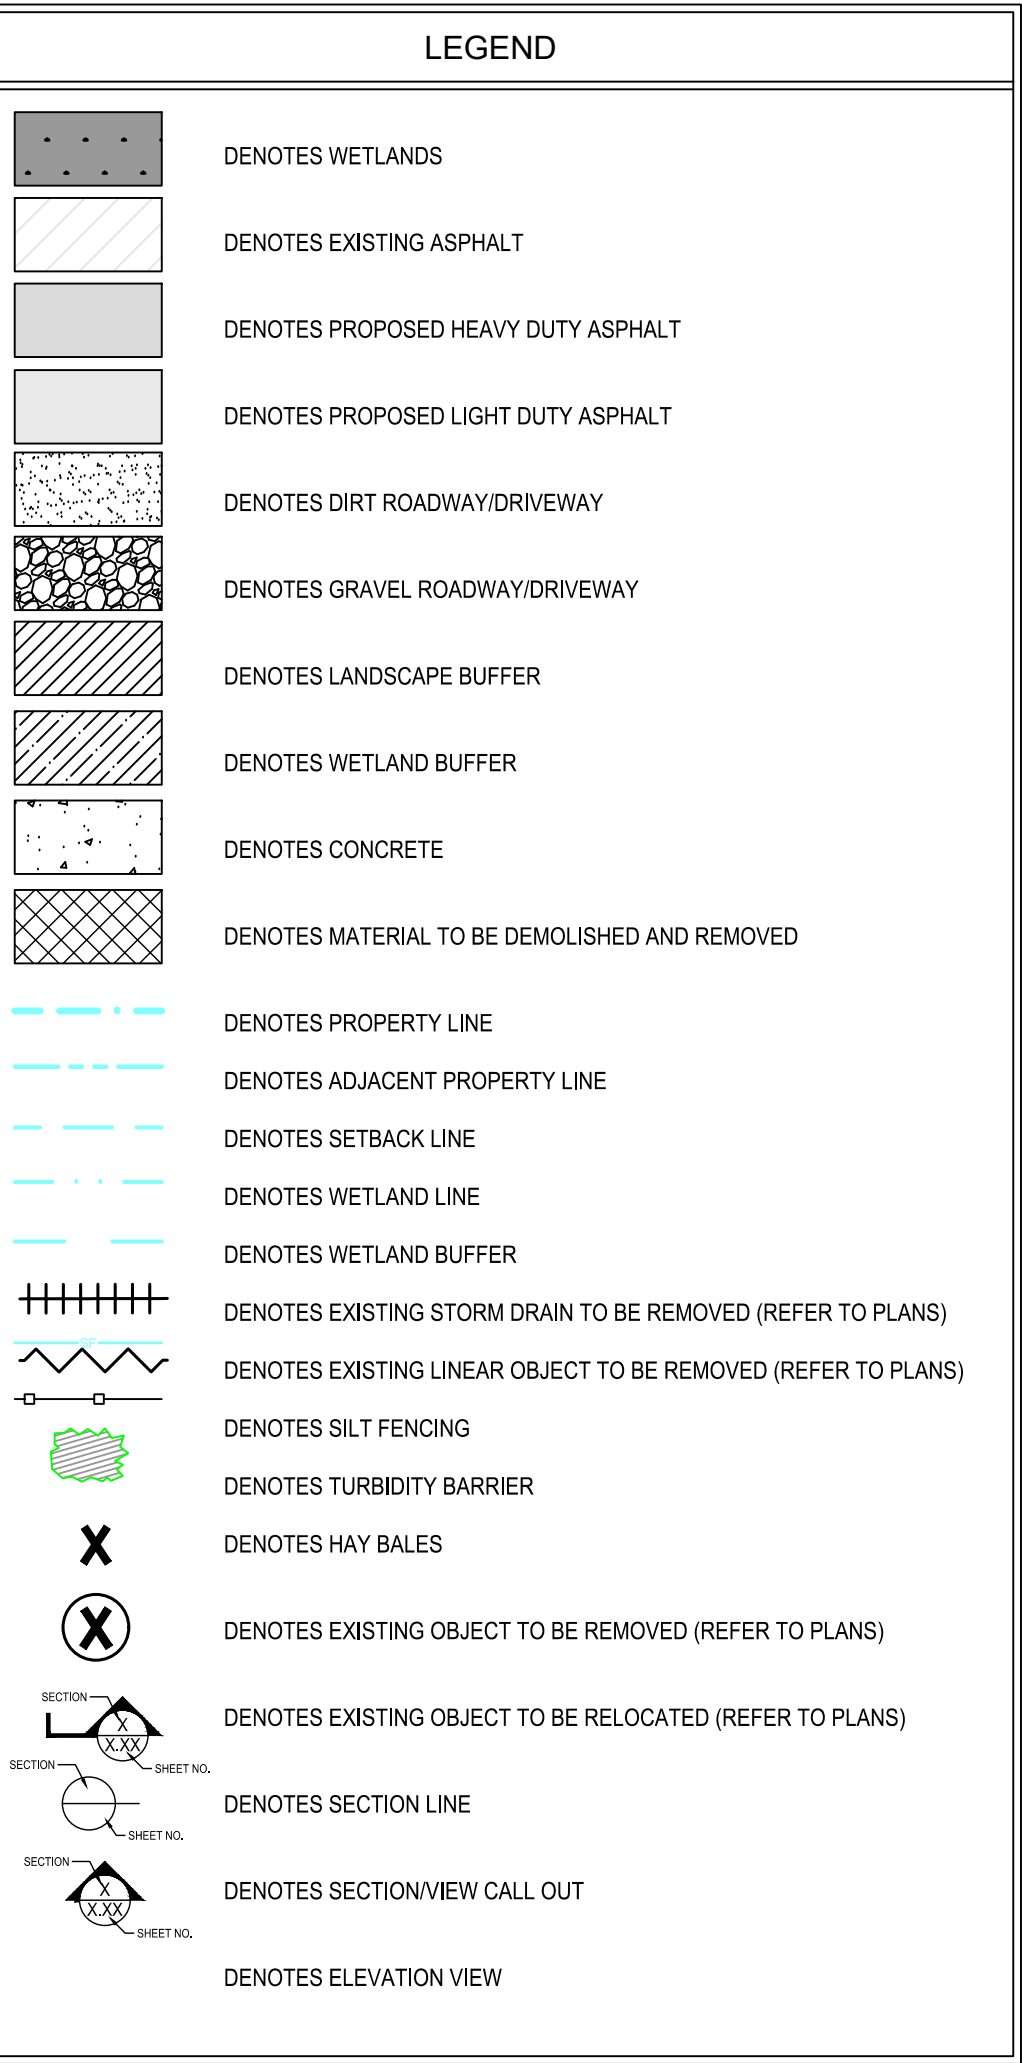 LEGEND
DENOTES WETLANDS
DENOTES EXISTING ASPHALT
DENOTES PROPOSED HEAVY DUTY ASPHALT
DENOTES PROPOSED LIGHT DUTY ASPHALT
DENOTES DIRT ROADWAY/DRIVEWAY
DENOTES GRAVEL ROADWAY/DRIVEWAY
DENOTES LANDSCAPE BUFFER
DENOTES WETLAND BUFFER
DENOTES CONCRETE
DENOTES MATERIAL TO BE DEMOLISHED AND REMOVED
DENOTES PROPERTY LINE
DENOTES ADJACENT PROPERTY LINE
DENOTES SETBACK LINE
DENOTES WETLAND LINE
DENOTES WETLAND BUFFER
DENOTES EXISTING STORM DRAIN TO BE REMOVED (REFER TO PLANS)
SF
DENOTES EXISTING LINEAR OBJECT TO BE REMOVED (REFER TO PLANS)
DENOTES SILT FENCING
DENOTES TURBIDITY BARRIER
X
DENOTES HAY BALES
X
DENOTES EXISTING OBJECT TO BE REMOVED (REFER TO PLANS)
SECTION
X
X.XX
SHEET NO.
DENOTES EXISTING OBJECT TO BE RELOCATED (REFER TO PLANS)
SECTION
SHEET NO.
DENOTES SECTION LINE
SECTION
X
X.XX
SHEET NO.
DENOTES SECTION/VIEW CALL OUT
DENOTES ELEVATION VIEW